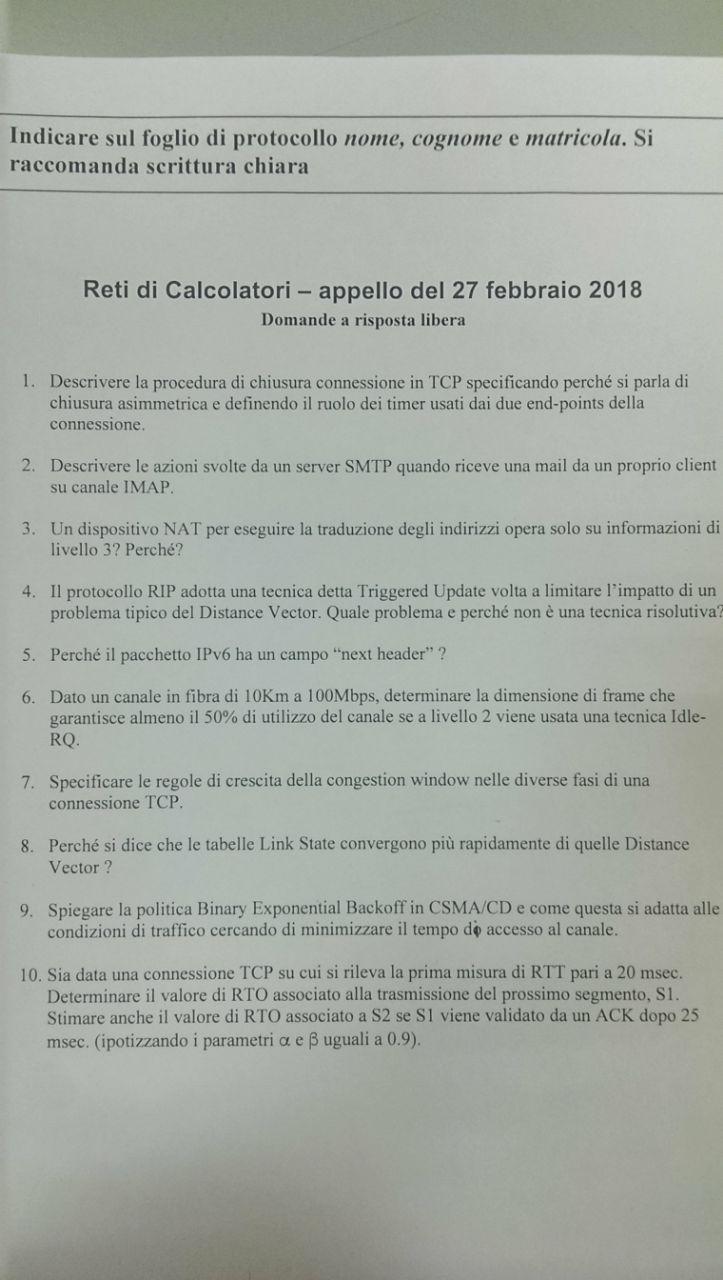 Indicare sul foglio di protocollo nome, cognome e matricola. Si
raccomanda scrittura chiara
Reti di Calcolatori – appello del 27 febbraio 2018
Domande a risposta libera
1. Descrivere la procedura di chiusura connessione in TCP specificando perché si parla di
chiusura asimmetrica e definendo il ruolo dei timer usati dai due end-points della
connessione.
2. Descrivere le azioni svolte da un server SMTP quando riceve una mail da un proprio client
su canale IMAP.
3. Un dispositivo NAT per eseguire la traduzione degli indirizzi opera solo su informazioni di
livello 3? Perché?
4. Il protocollo RIP adotta una tecnica detta Triggered Update volta a limitare l'impatto di un
problema tipico del Distance Vector. Quale problema e perché non è una tecnica risolutiva?
5. Perché il pacchetto IPv6 ha un campo “next header” ?
6. Dato un canale in fibra di 10Km a 100Mbps, determinare la dimensione di frame che
garantisce almeno il 50% di utilizzo del canale se a livello 2 viene usata una tecnica Idle-
RQ.
7. Specificare le regole di crescita della congestion window nelle diverse fasi di una
connessione TCP.
8. Perché si dice che le tabelle Link State convergono più rapidamente di quelle Distance
Vector ?
9. Spiegare la politica Binary Exponential Backoff in CSMA/CD e come questa si adatta alle
condizioni di traffico cercando di minimizzare il tempo di accesso al canale.
10. Sia data una connessione TCP su cui si rileva la prima misura di RTT pari a 20 msec.
Determinare il valore di RTO associato alla trasmissione del prossimo segmento, S1.
Stimare anche il valore di RTO associato a S2 se S1 viene validato da un ACK dopo 25
msec. (ipotizzando i parametri α e β uguali a 0.9).